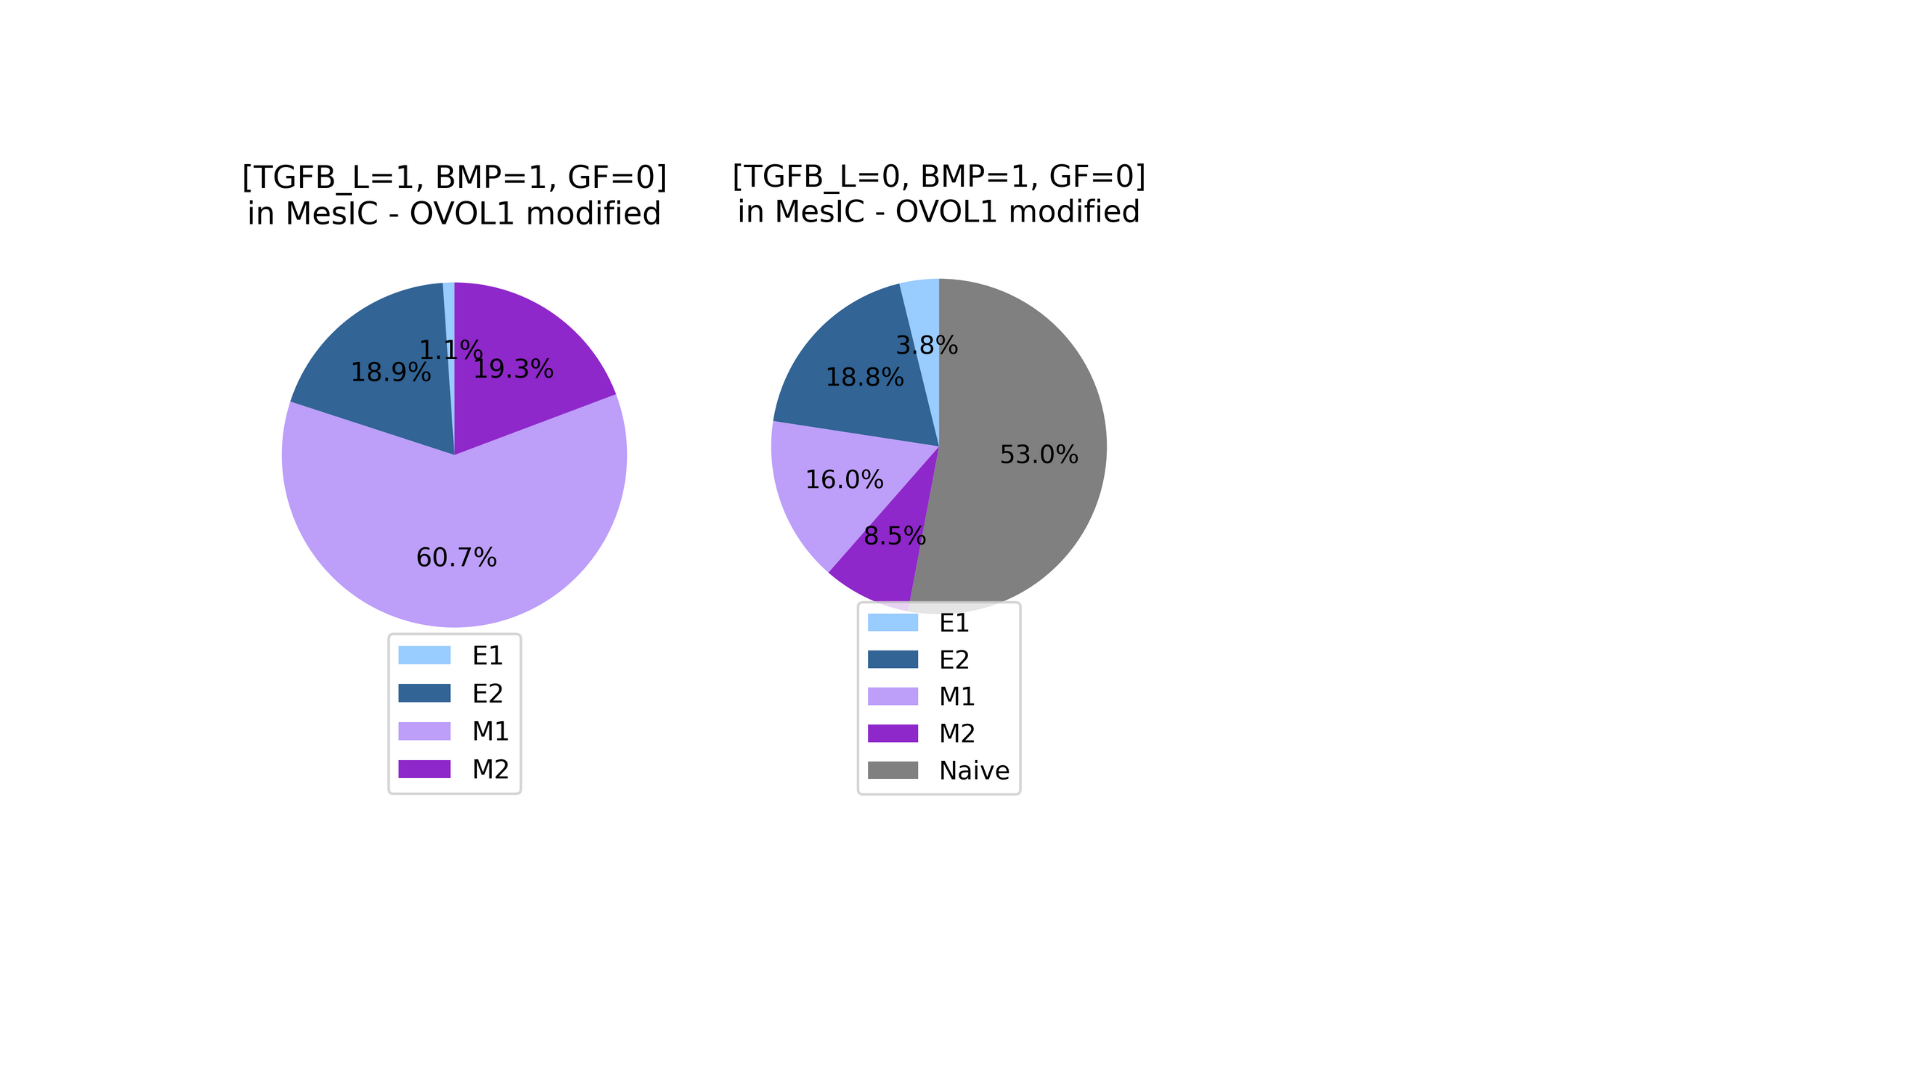 [TGFB_L=1, BMP=1, GF=0]
in MesIC - OVOL1 modified
1.1%
18.9%
19.3%
60.7%
E1
E2
M1
M2
[TGFB_L=0, BMP=1, GF=0]
in MesIC - OVOL1 modified
3.8%
18.8%
53.0%
16.0%
8.5%
E1
E2
M1
M2
Naive